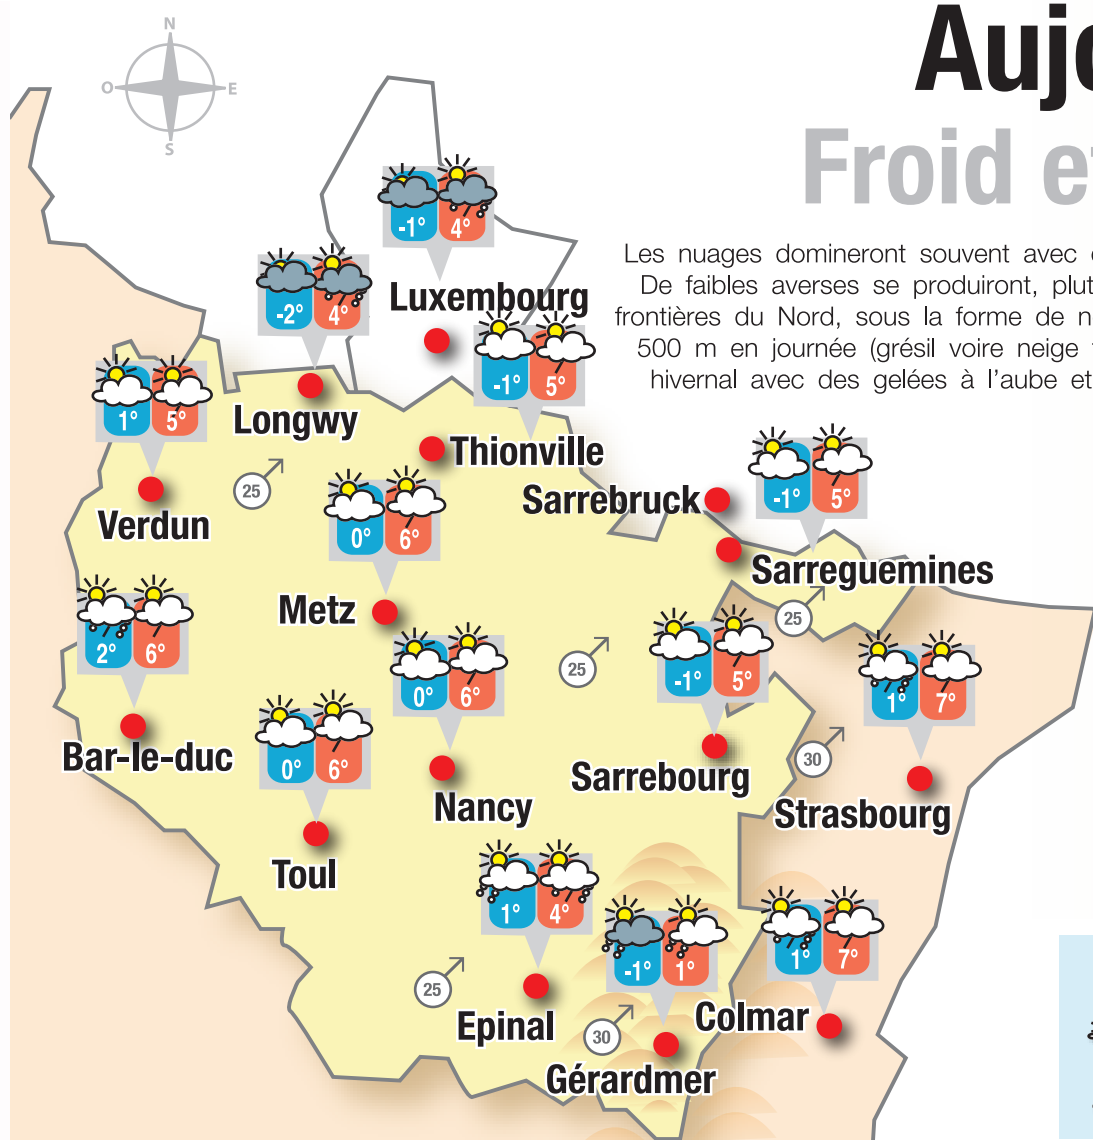 Aujo
Froid et
Les nuages domineront souvent avec
De faibles averses se produiront,
frontières du Nord, sous la forme de
500 m en journée (grésil voire neige
hivernal avec des gelées à l'aube et
N
O
E
S
-1° 4°
Luxembourg
-2° 4°
Longwy
-1° 5°
Thionville
1° 5°
Verdun
25
0° 6°
Metz
Sarrebruck
-1° 5°
Sarreguemines
25
2° 6°
Bar-le-duc
0° 6°
Nancy
25
-1° 5°
Sarrebourg
1° 7°
Strasbourg
30
0° 6°
Toul
1° 4°
Epinal
25
-1° 1°
Gérardmer
30
1° 7°
Colmar